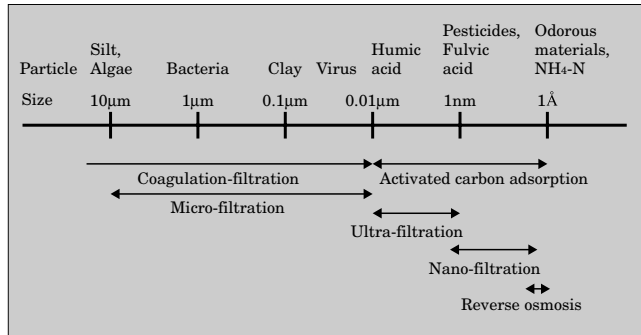 Pesticides, Odorous
Silt, Humic Fulvic materials,
Particle Algae Bacteria Clay Virus acid acid NH₄-N
Size 10μm 1μm 0.1μm 0.01μm 1nm 1Å
Coagulation-filtration Activated carbon adsorption
Micro-filtration
Ultra-filtration
Nano-filtration
Reverse osmosis